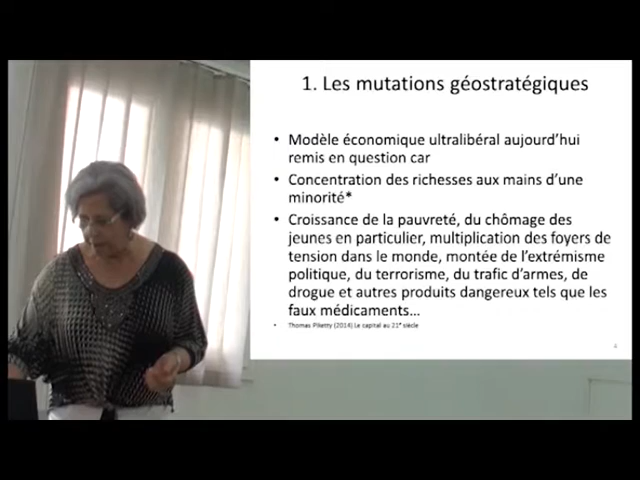 1. Les mutations géostratégiques
• Modèle économique ultralibéral aujourd'hui
remis en question car
• Concentration des richesses aux mains d'une
minorité*
• Croissance de la pauvreté, du chômage des
jeunes en particulier, multiplication des foyers de
tension dans le monde, montée de l'extrémisme
politique, du terrorisme, du trafic d'armes, de
drogue et autres produits dangereux tels que les
faux médicaments…
• Thomas Piketty (2014) Le capital au 21e siècle
4